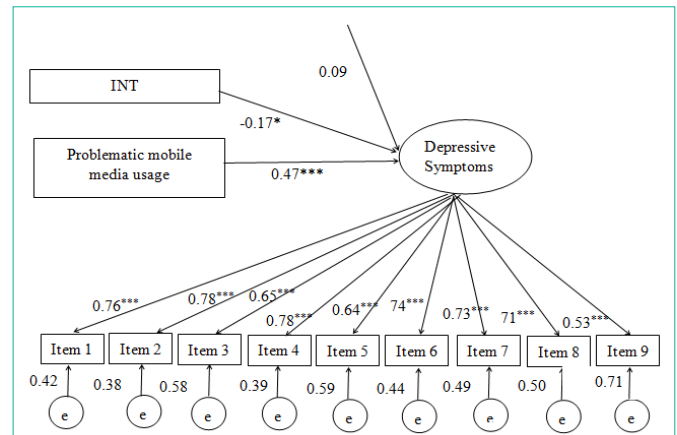 0.09
INT
-0.17*
Problematic mobile
media usage
0.47***
Depressive
Symptoms
0.76***
0.78***
0.65***
0.78***
0.64***
74***
0.73***
71***
0.53***
Item 1
Item 2
Item 3
Item 4
Item 5
Item 6
Item 7
Item 8
Item 9
0.42
0.38
0.58
0.39
0.59
0.44
0.49
0.50
0.71
e
e
e
e
e
e
e
e
e